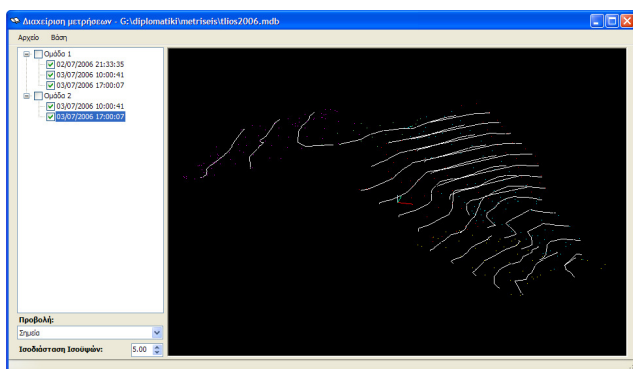 Διαχείριση μετρήσεων - G:\diplomatiki\metriseis\tlios2006.mdb
Αρχείο Βάση
Ομάδα 1
02/07/2006 21:33:35
03/07/2006 10:00:41
03/07/2006 17:00:07
Ομάδα 2
03/07/2006 10:00:41
03/07/2006 17:00:07
Προβολή:
Σημεία
Ισοδιάσταση Ισοϋψών: 5.00